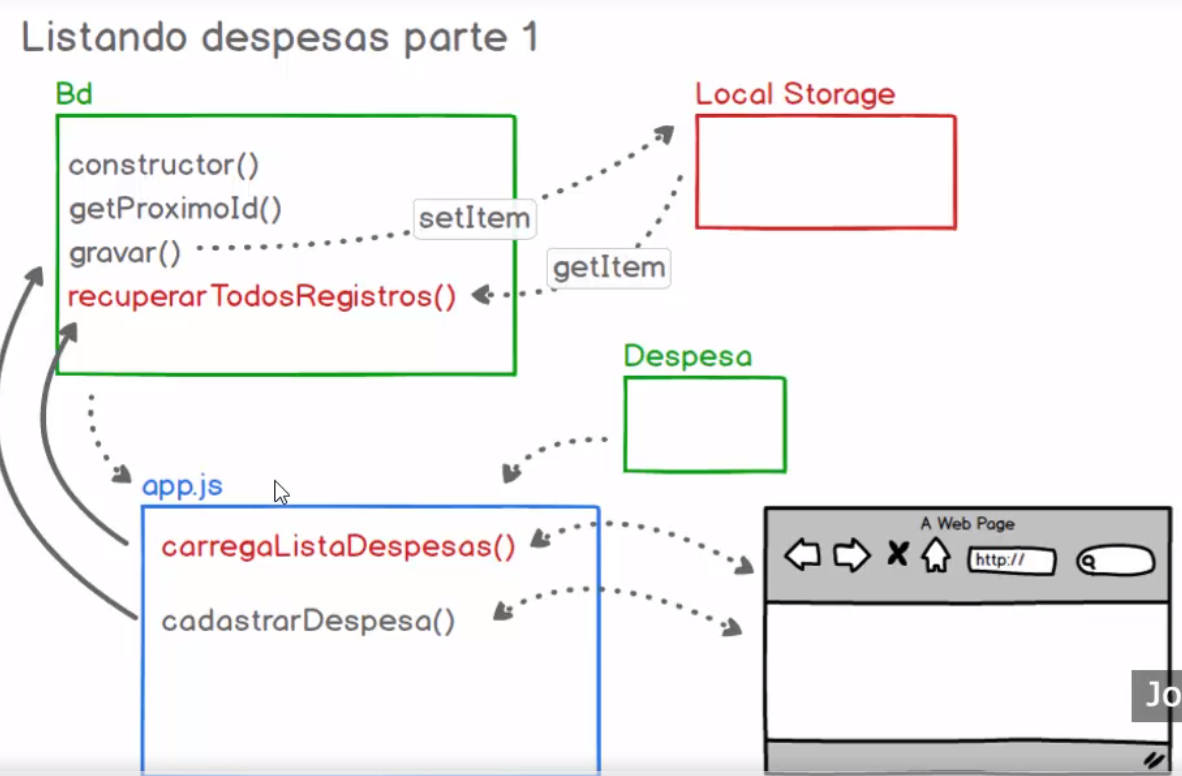 Listando despesas parte 1
Bd
Local Storage
constructor()
getProximoId()
setItem
gravar()
getItem
recuperarTodosRegistros()
Despesa
app.js
A Web Page
carregaListaDespesas()
http://
cadastrarDespesa()
Jo